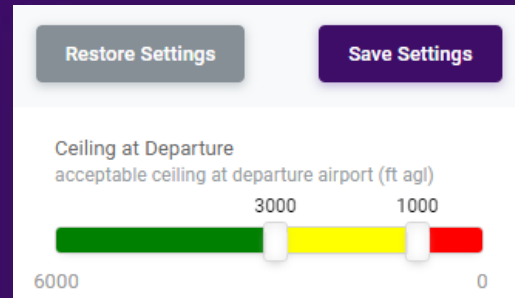 Restore Settings
Save Settings
Ceiling at Departure
acceptable ceiling at departure airport (ft agl)
3000 1000
6000 0